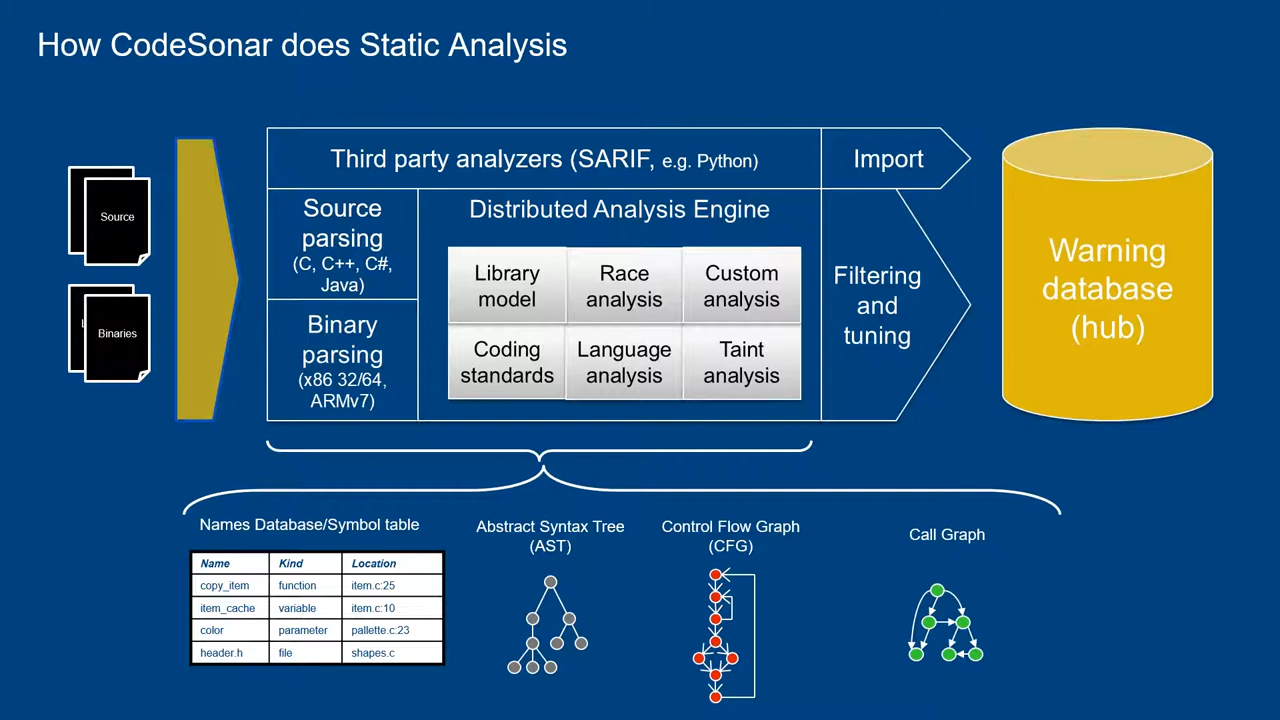 How CodeSonar does Static Analysis
Source
Binaries
Third party analyzers (SARIF, e.g. Python)
Import
Source
parsing
(C, C++, C#,
Java)
Binary
parsing
(x86 32/64,
ARMv7)
Distributed Analysis Engine
Library
model
Race
analysis
Custom
analysis
Coding
standards
Language
analysis
Taint
analysis
Filtering
and
tuning
Warning
database
(hub)
Names Database/Symbol table
Name Kind Location
copy_item function item.c:25
item_cache variable item.c:10
color parameter pallette.c:23
header.h file shapes.c
Abstract Syntax Tree
(AST)
Control Flow Graph
(CFG)
Call Graph